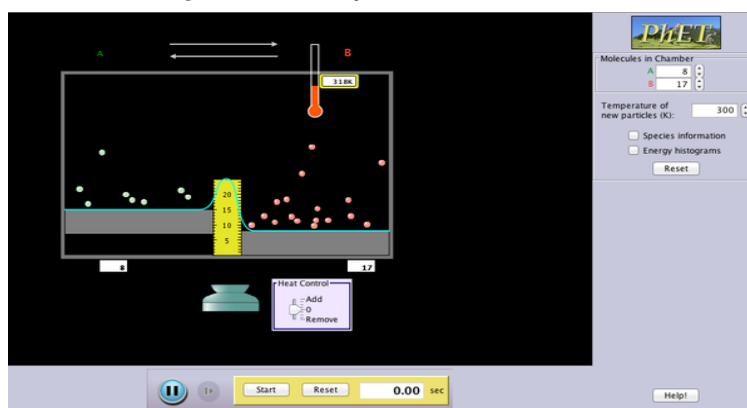 A
B
318K
20
15
10
5
8
17
Heat Control
Add
0
Remove
Start
Reset
0.00
sec
PhET
Molecules in Chamber
A 8
B 17
Temperature of
new particles (K): 300
Species information
Energy histograms
Reset
Help!